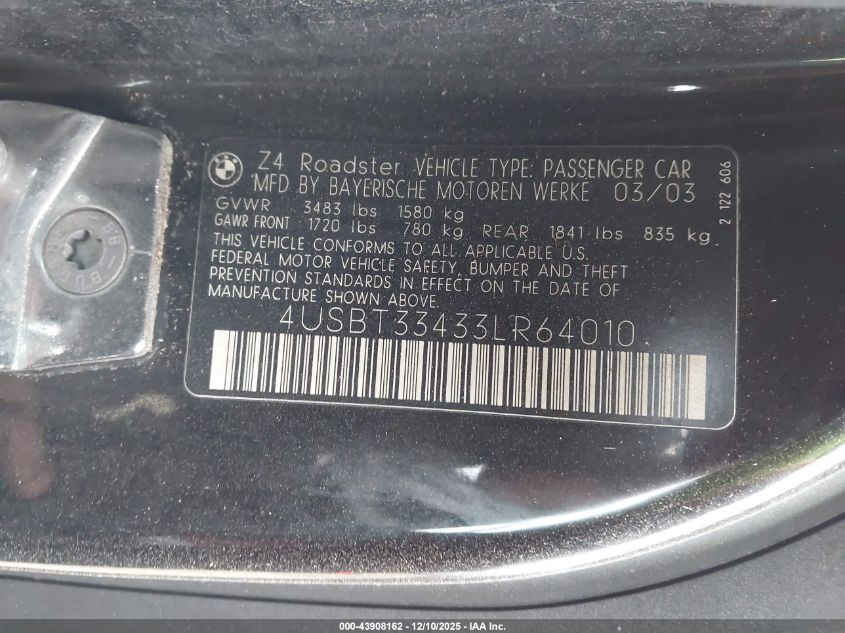 Z4 Roadster VEHICLE TYPE: PASSENGER CAR
MFD BY BAYERISCHE MOTOREN WERKE 03/03
GVWR 3483 lbs 1580 kg
GAWR FRONT 1720 lbs 780 kg REAR 1841 lbs 835 kg
THIS VEHICLE CONFORMS TO ALL APPLICABLE U.S.
FEDERAL MOTOR VEHICLE SAFETY, BUMPER AND THEFT
PREVENTION STANDARDS IN EFFECT ON THE DATE OF
MANUFACTURE SHOWN ABOVE.
4USBT33433LR64010
2 122 606
BMW
000-43908162 - 12/10/2025 - IAA Inc.